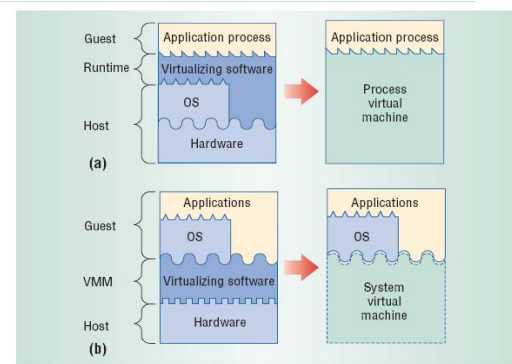 Guest
Application process
Application process
Runtime
Virtualizing software
OS
Process
virtual
machine
Host
Hardware
(a)
Applications
Guest
OS
OS
VMM
Virtualizing software
System
virtual
machine
Host
Hardware
(b)